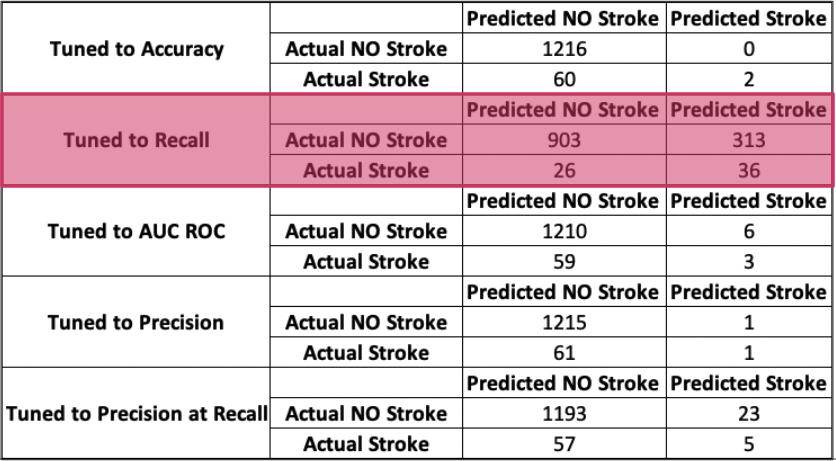 Predicted NO Stroke Predicted Stroke
Tuned to Accuracy Actual NO Stroke 1216 0
Actual Stroke 60 2
Predicted NO Stroke Predicted Stroke
Tuned to Recall Actual NO Stroke 903 313
Actual Stroke 26 36
Predicted NO Stroke Predicted Stroke
Tuned to AUC ROC Actual NO Stroke 1210 6
Actual Stroke 59 3
Predicted NO Stroke Predicted Stroke
Tuned to Precision Actual NO Stroke 1215 1
Actual Stroke 61 1
Predicted NO Stroke Predicted Stroke
Tuned to Precision at Recall Actual NO Stroke 1193 23
Actual Stroke 57 5